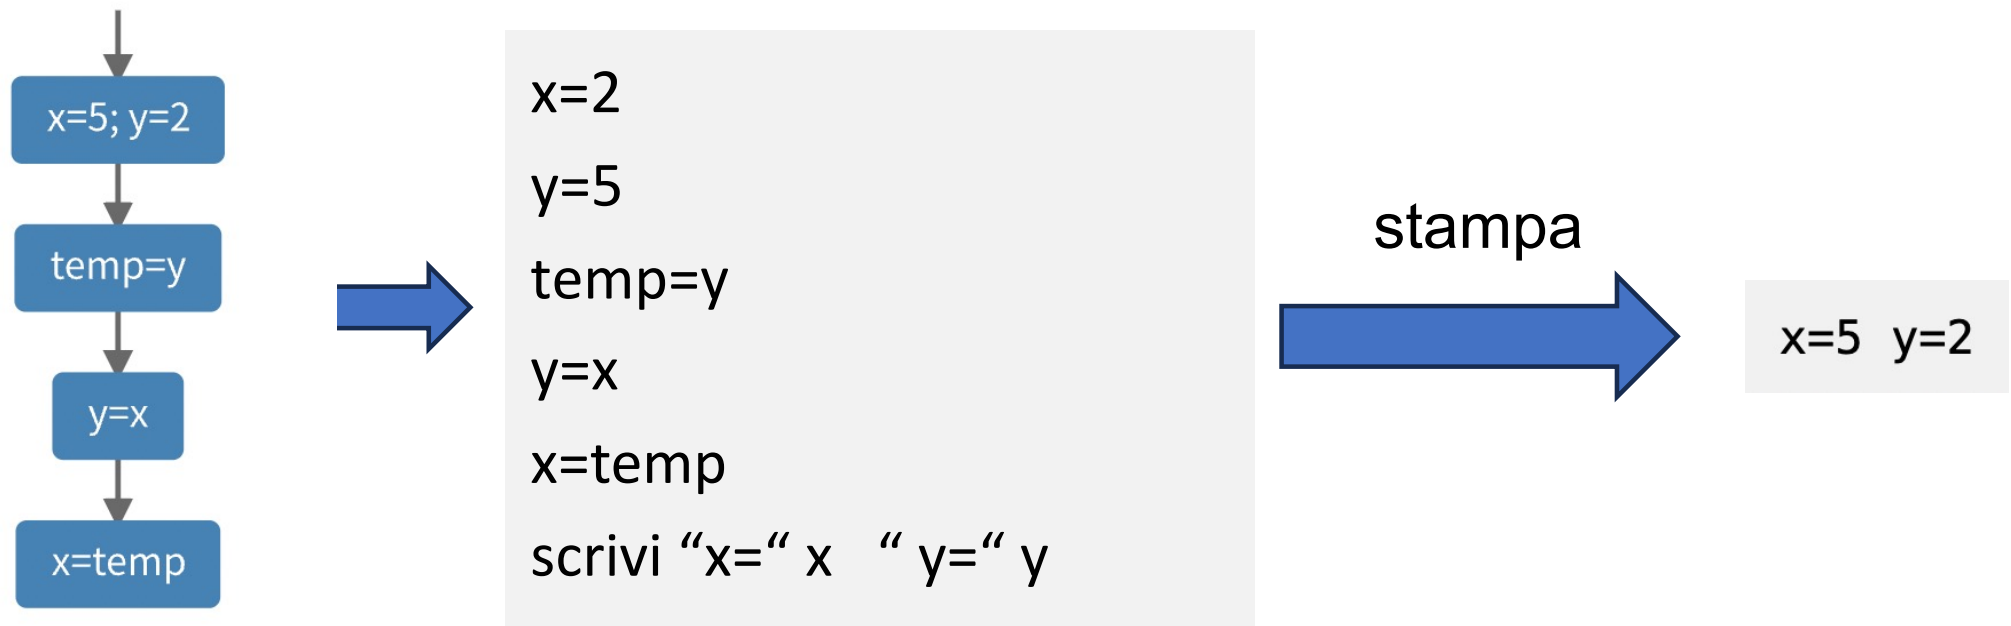 x=5; y=2
temp=y
y=x
x=temp
x=2
y=5
temp=y
y=x
x=temp
scrivi “x=“ x “ y=“ y
stampa
x=5 y=2